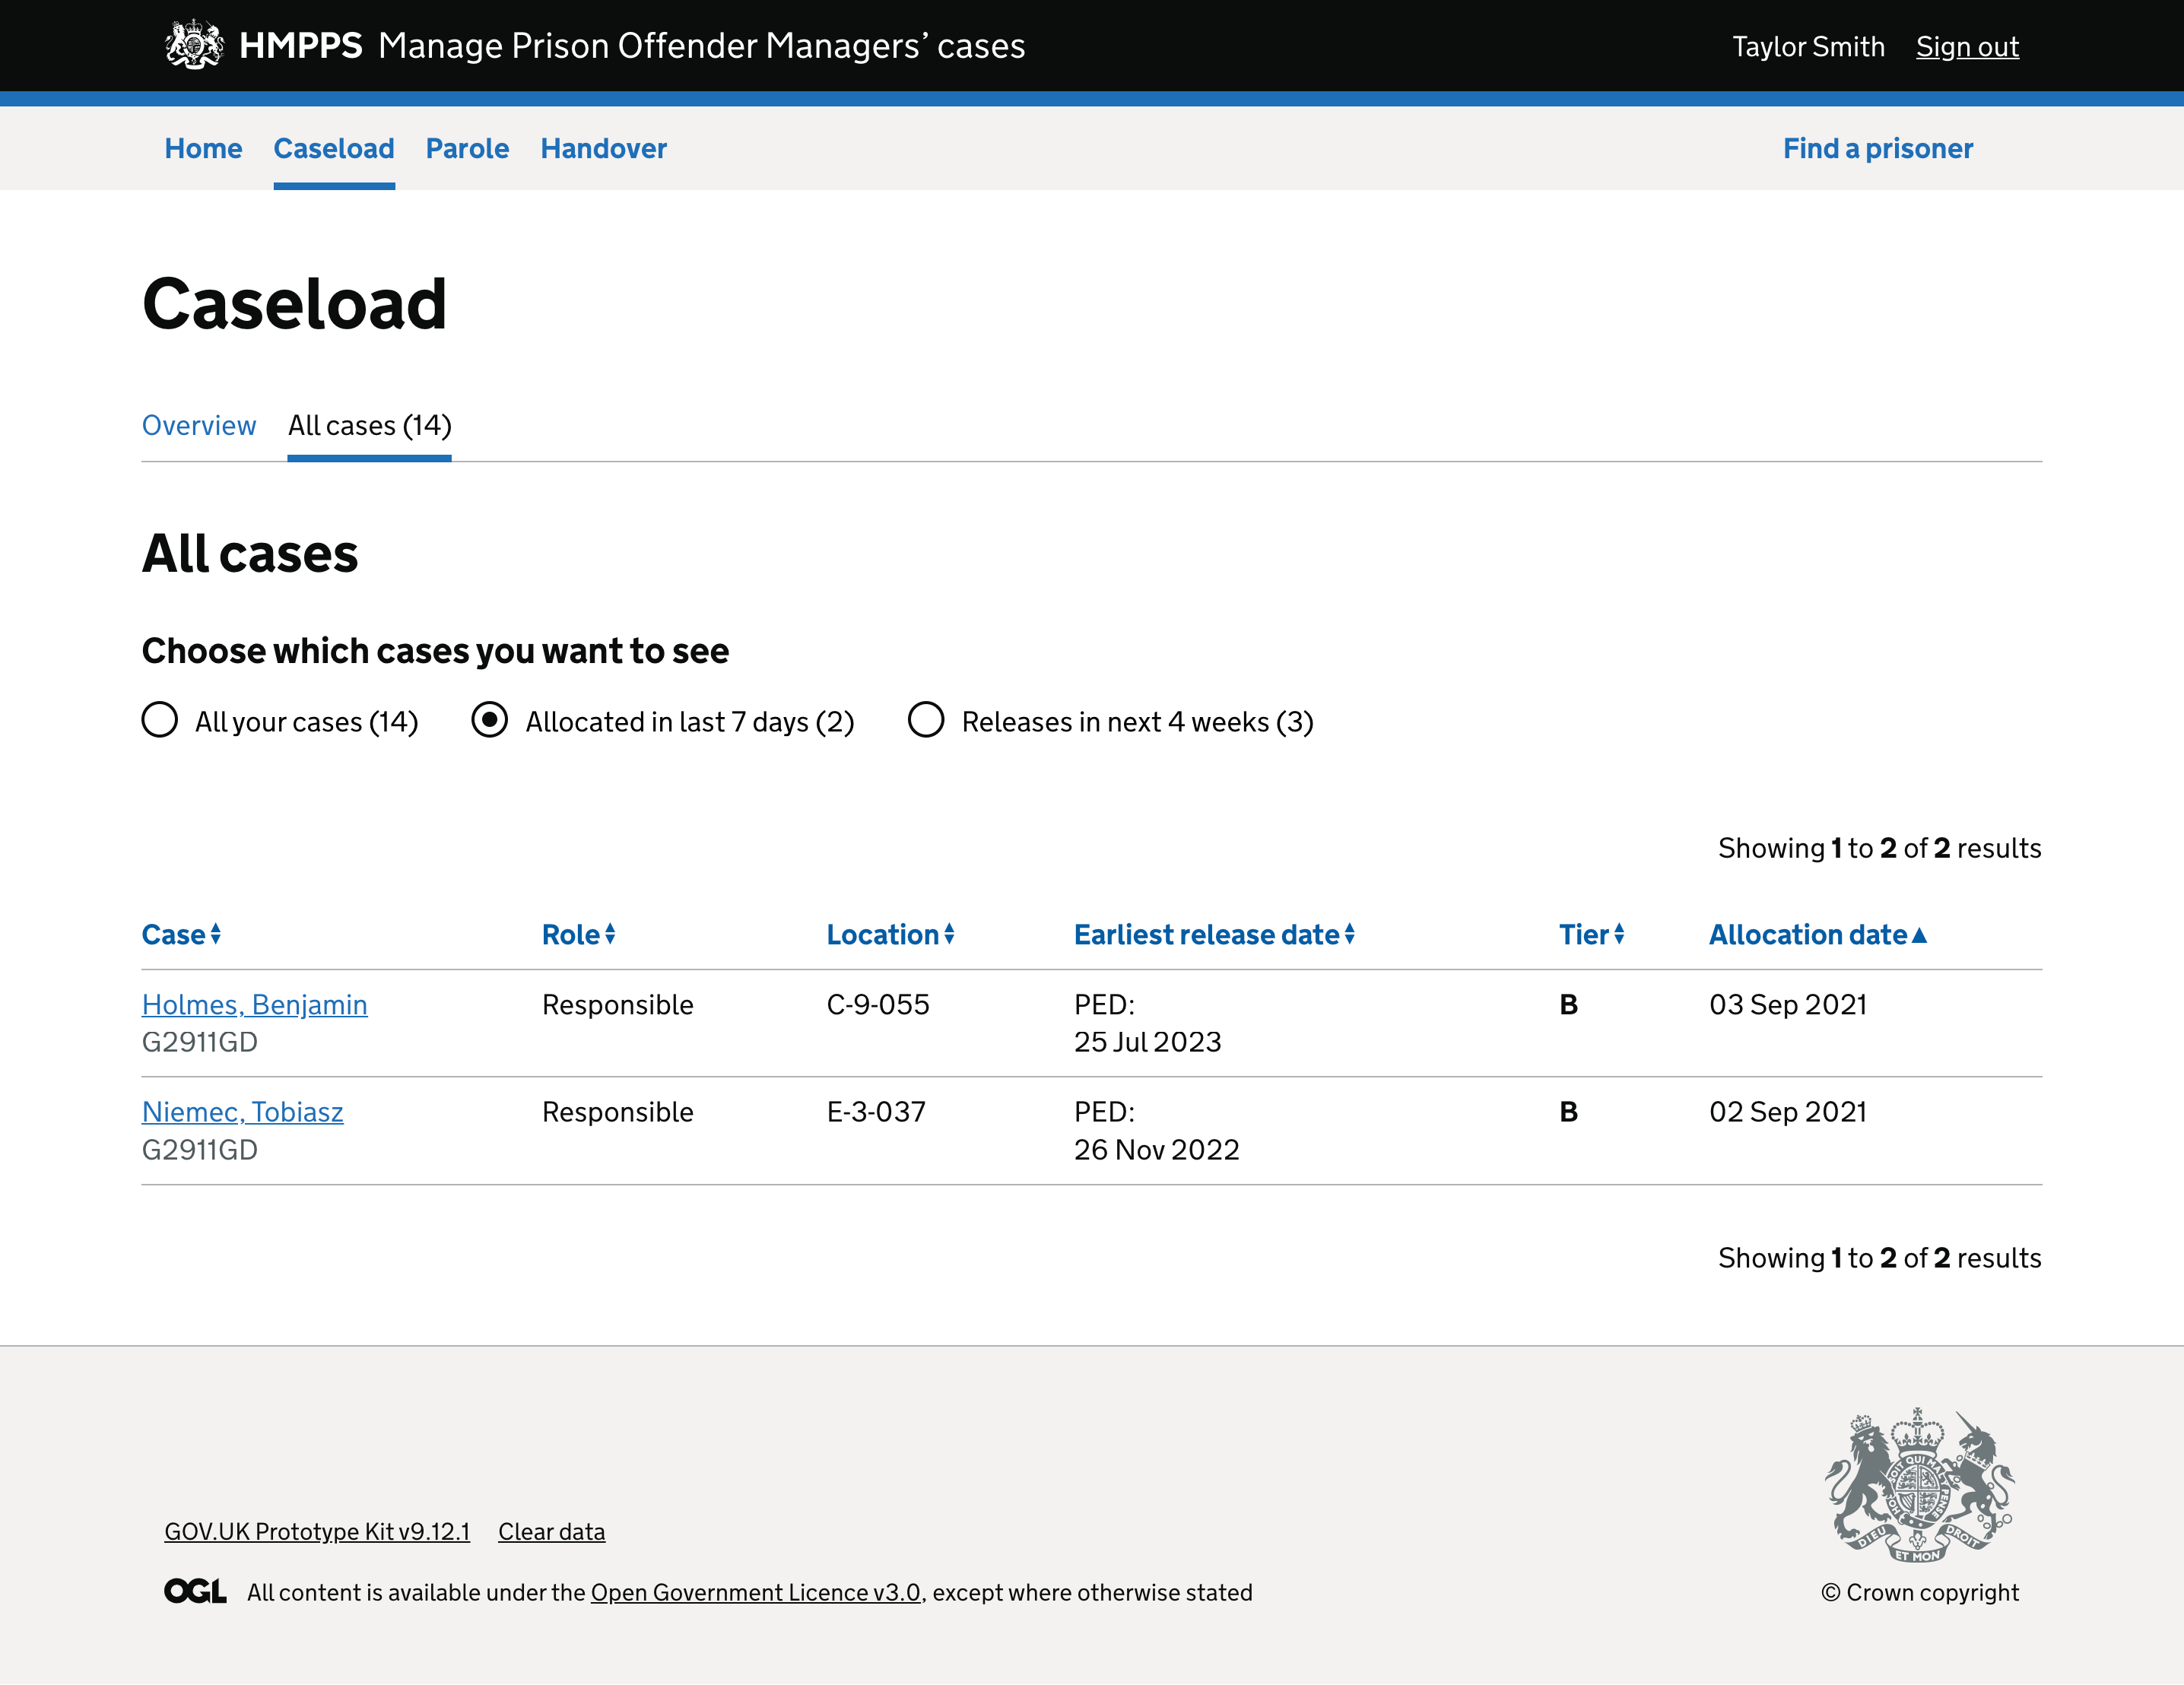 HMPPS Manage Prison Offender Managers’ cases Taylor Smith Sign out
Home Caseload Parole Handover Find a prisoner
Caseload
Overview All cases (14)
All cases
Choose which cases you want to see
All your cases (14) Allocated in last 7 days (2) Releases in next 4 weeks (3)
Showing 1 to 2 of 2 results
Case Role Location Earliest release date Tier Allocation date
Holmes, Benjamin Responsible C-9-055 PED: B 03 Sep 2021
G2911GD 25 Jul 2023
Niemec, Tobiasz Responsible E-3-037 PED: B 02 Sep 2021
G2911GD 26 Nov 2022
Showing 1 to 2 of 2 results
GOV.UK Prototype Kit v9.12.1 Clear data
DIEU ET MON DROIT
OGL All content is available under the Open Government Licence v3.0, except where otherwise stated © Crown copyright